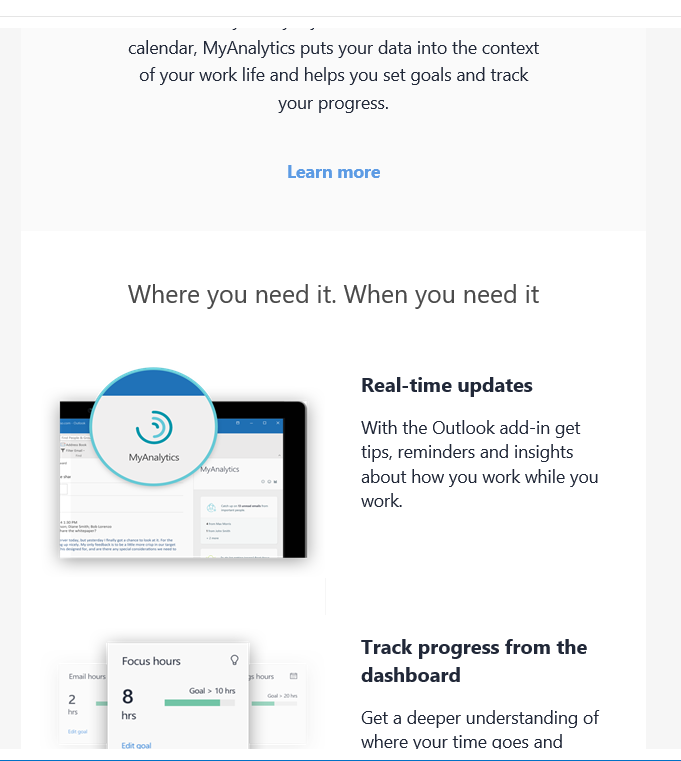 calendar, MyAnalytics puts your data into the context
of your work life and helps you set goals and track
your progress.
Learn more
Where you need it. When you need it
MyAnalytics
MyAnalytics
Real-time updates
With the Outlook add-in get
tips, reminders and insights
about how you work while you
work.
Email hours
2
hrs
Edit goal
Focus hours
8
hrs
Goal > 10 hrs
Edit goal
gs hours
Goal > 20 hrs
Track progress from the
dashboard
Get a deeper understanding of
where your time goes and